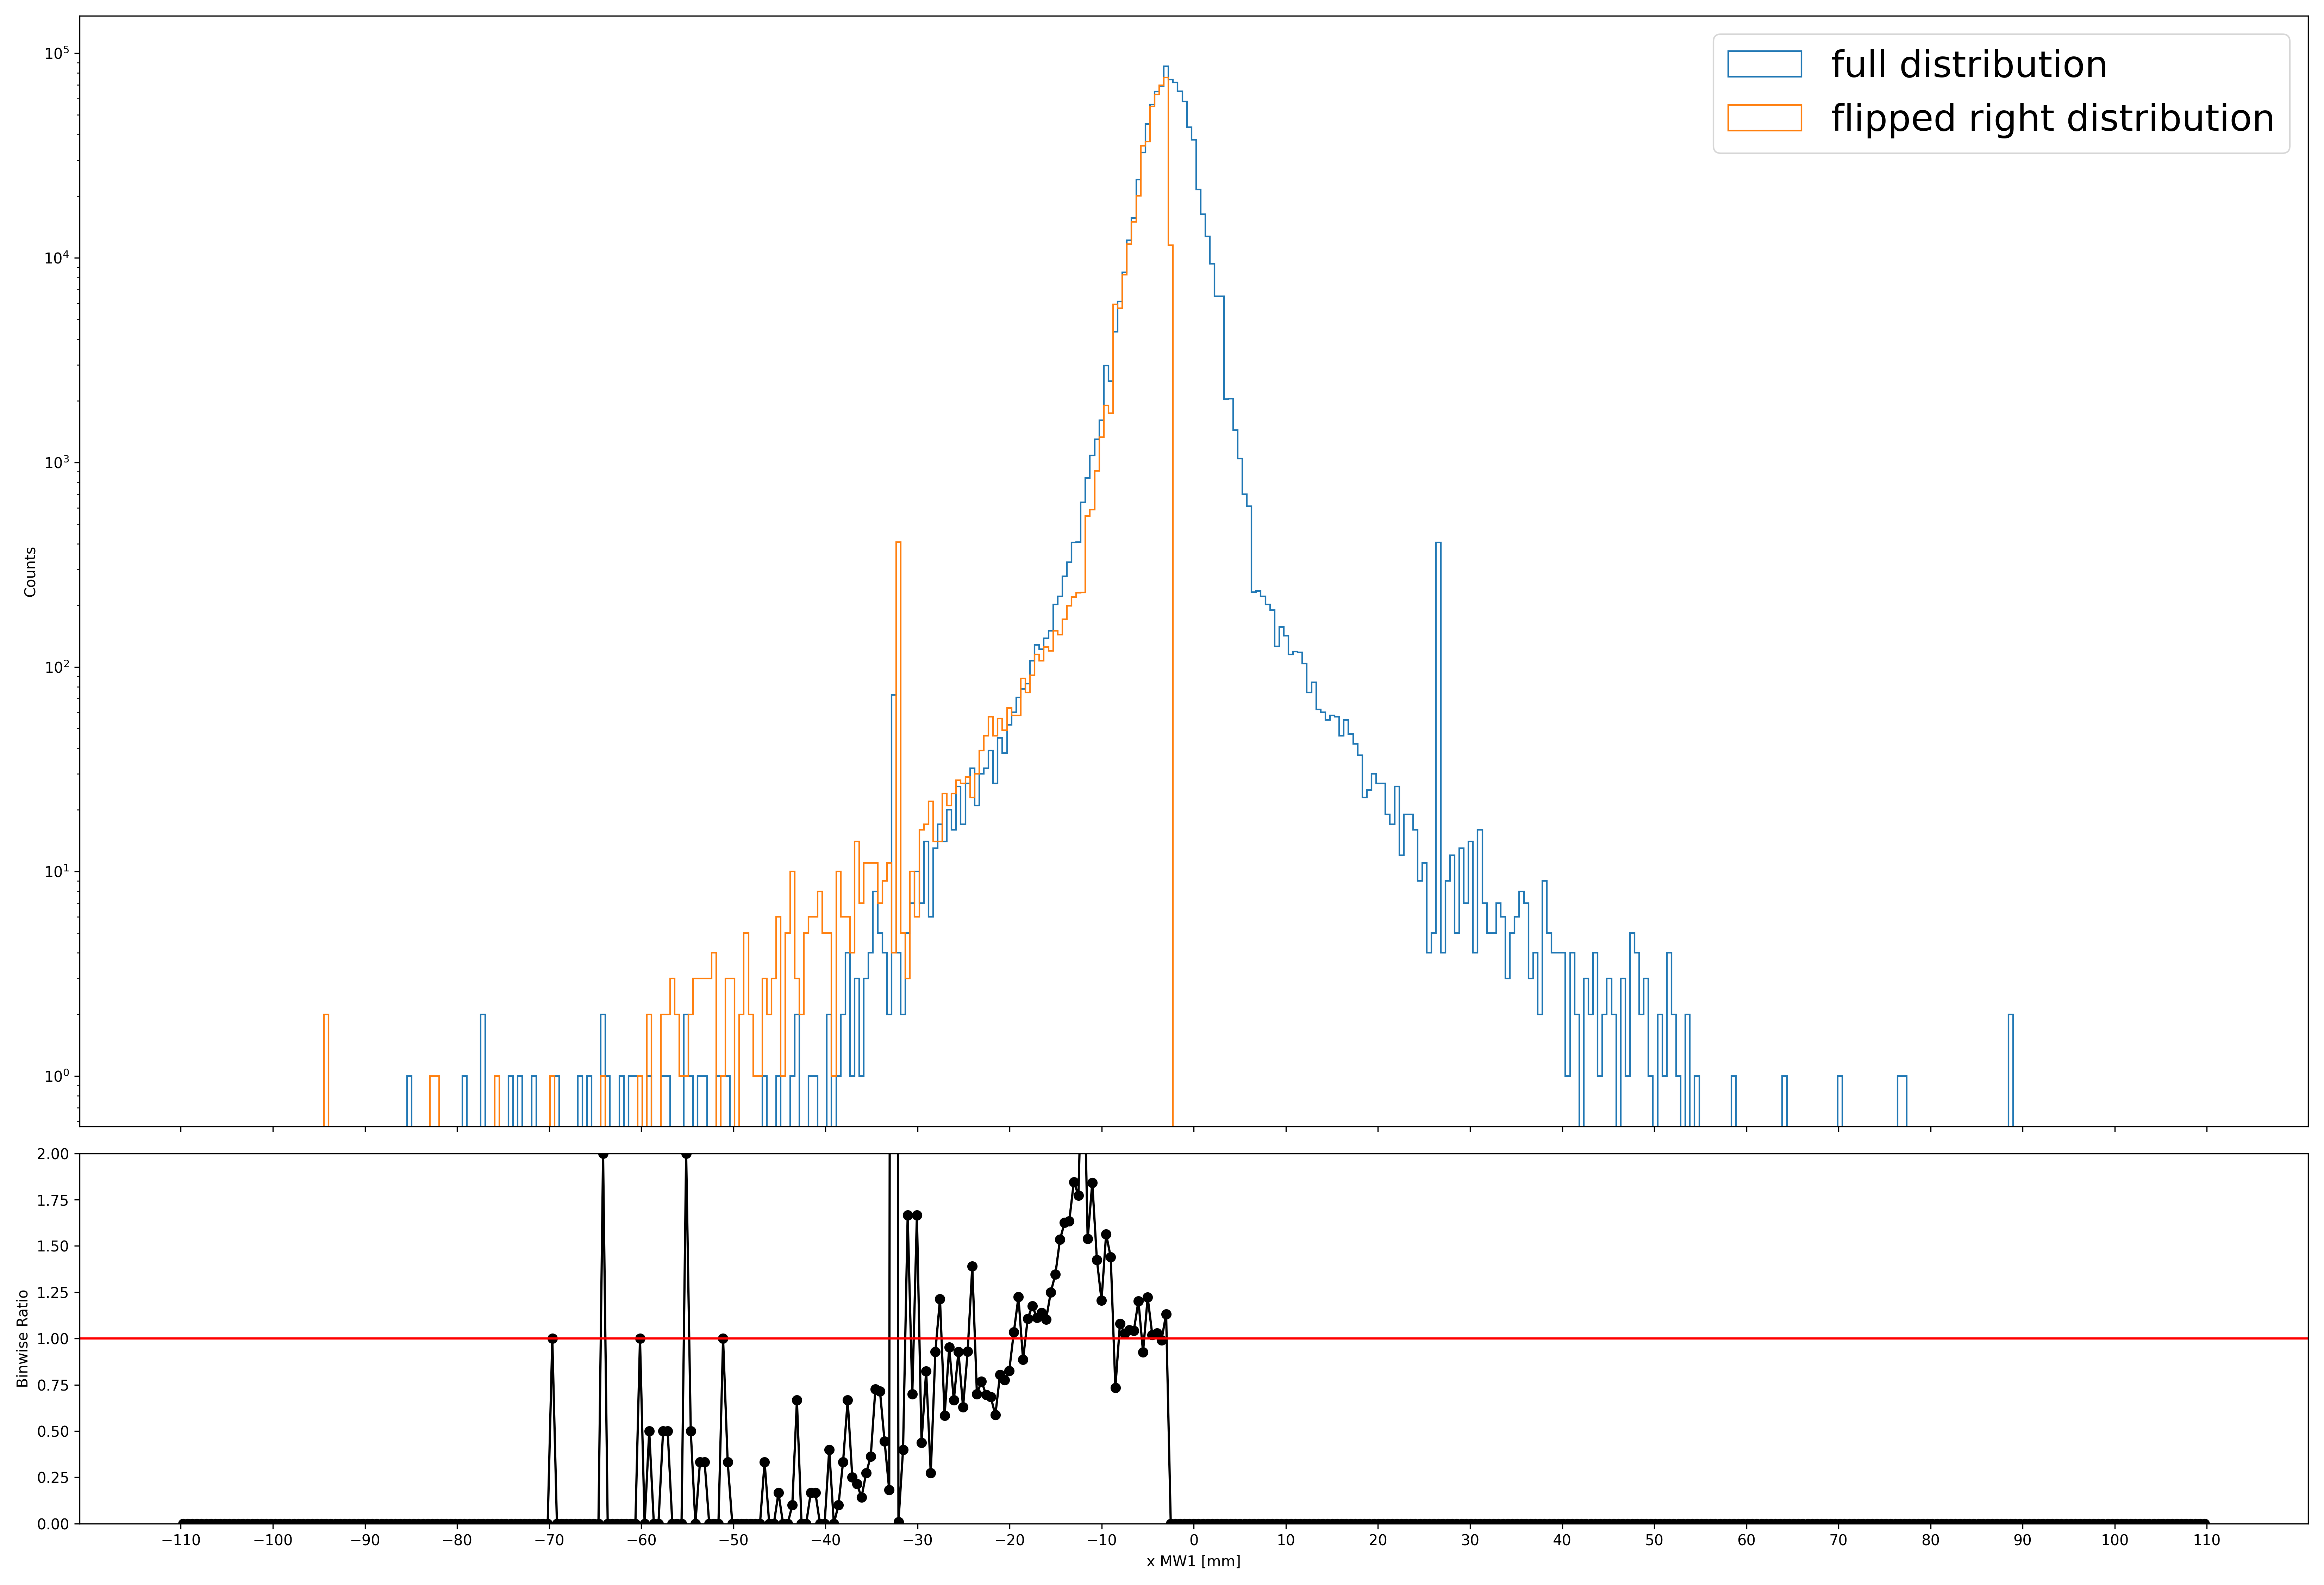 full distribution
flipped right distribution
10⁵
10⁴
10³
10²
10¹
10⁰
Counts
2.00
1.75
1.50
1.25
1.00
0.75
0.50
0.25
0.00
Binwise Ratio
−110 −100 −90 −80 −70 −60 −50 −40 −30 −20 −10 0 10 20 30 40 50 60 70 80 90 100 110
x MW1 [mm]